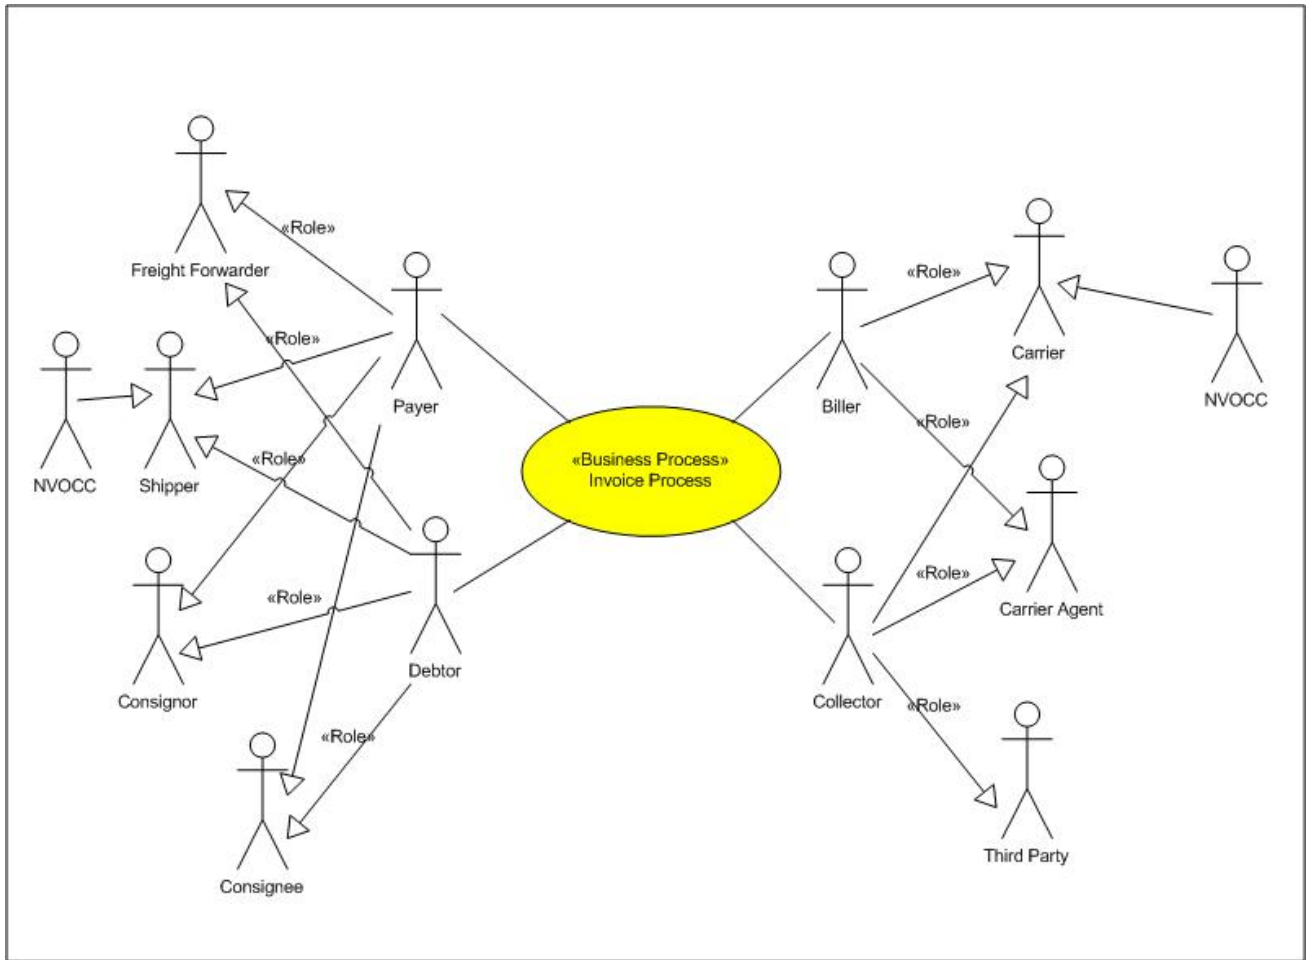 «Role»
Freight Forwarder
«Role»
Carrier
«Role»
NVOCC
Payer
Biller
NVOCC
Shipper
«Role»
«Role»
«Business Process»
Invoice Process
«Role»
«Role»
Carrier Agent
Debtor
Consignor
Collector
«Role»
«Role»
Third Party
Consignee